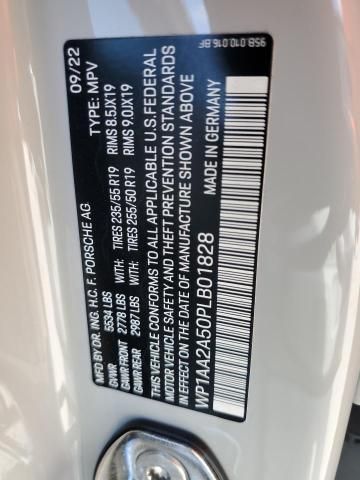 95B.010.016.BF
MFD BY DR. ING. H.C. F. PORSCHE AG 09/22
GVWR 5634 LBS TYPE: MPV
GAWR FRONT 2778 LBS WITH: TIRES 235/55 R19 RIMS 8.5JX19
GAWR REAR 2987 LBS WITH: TIRES 255/50 R19 RIMS 9.0JX19
THIS VEHICLE CONFORMS TO ALL APPLICABLE U.S.FEDERAL
MOTOR VEHICLE SAFETY AND THEFT PREVENTION STANDARDS
IN EFFECT ON THE DATE OF MANUFACTURE SHOWN ABOVE.
WP1AA2A50PLB01828 MADE IN GERMANY